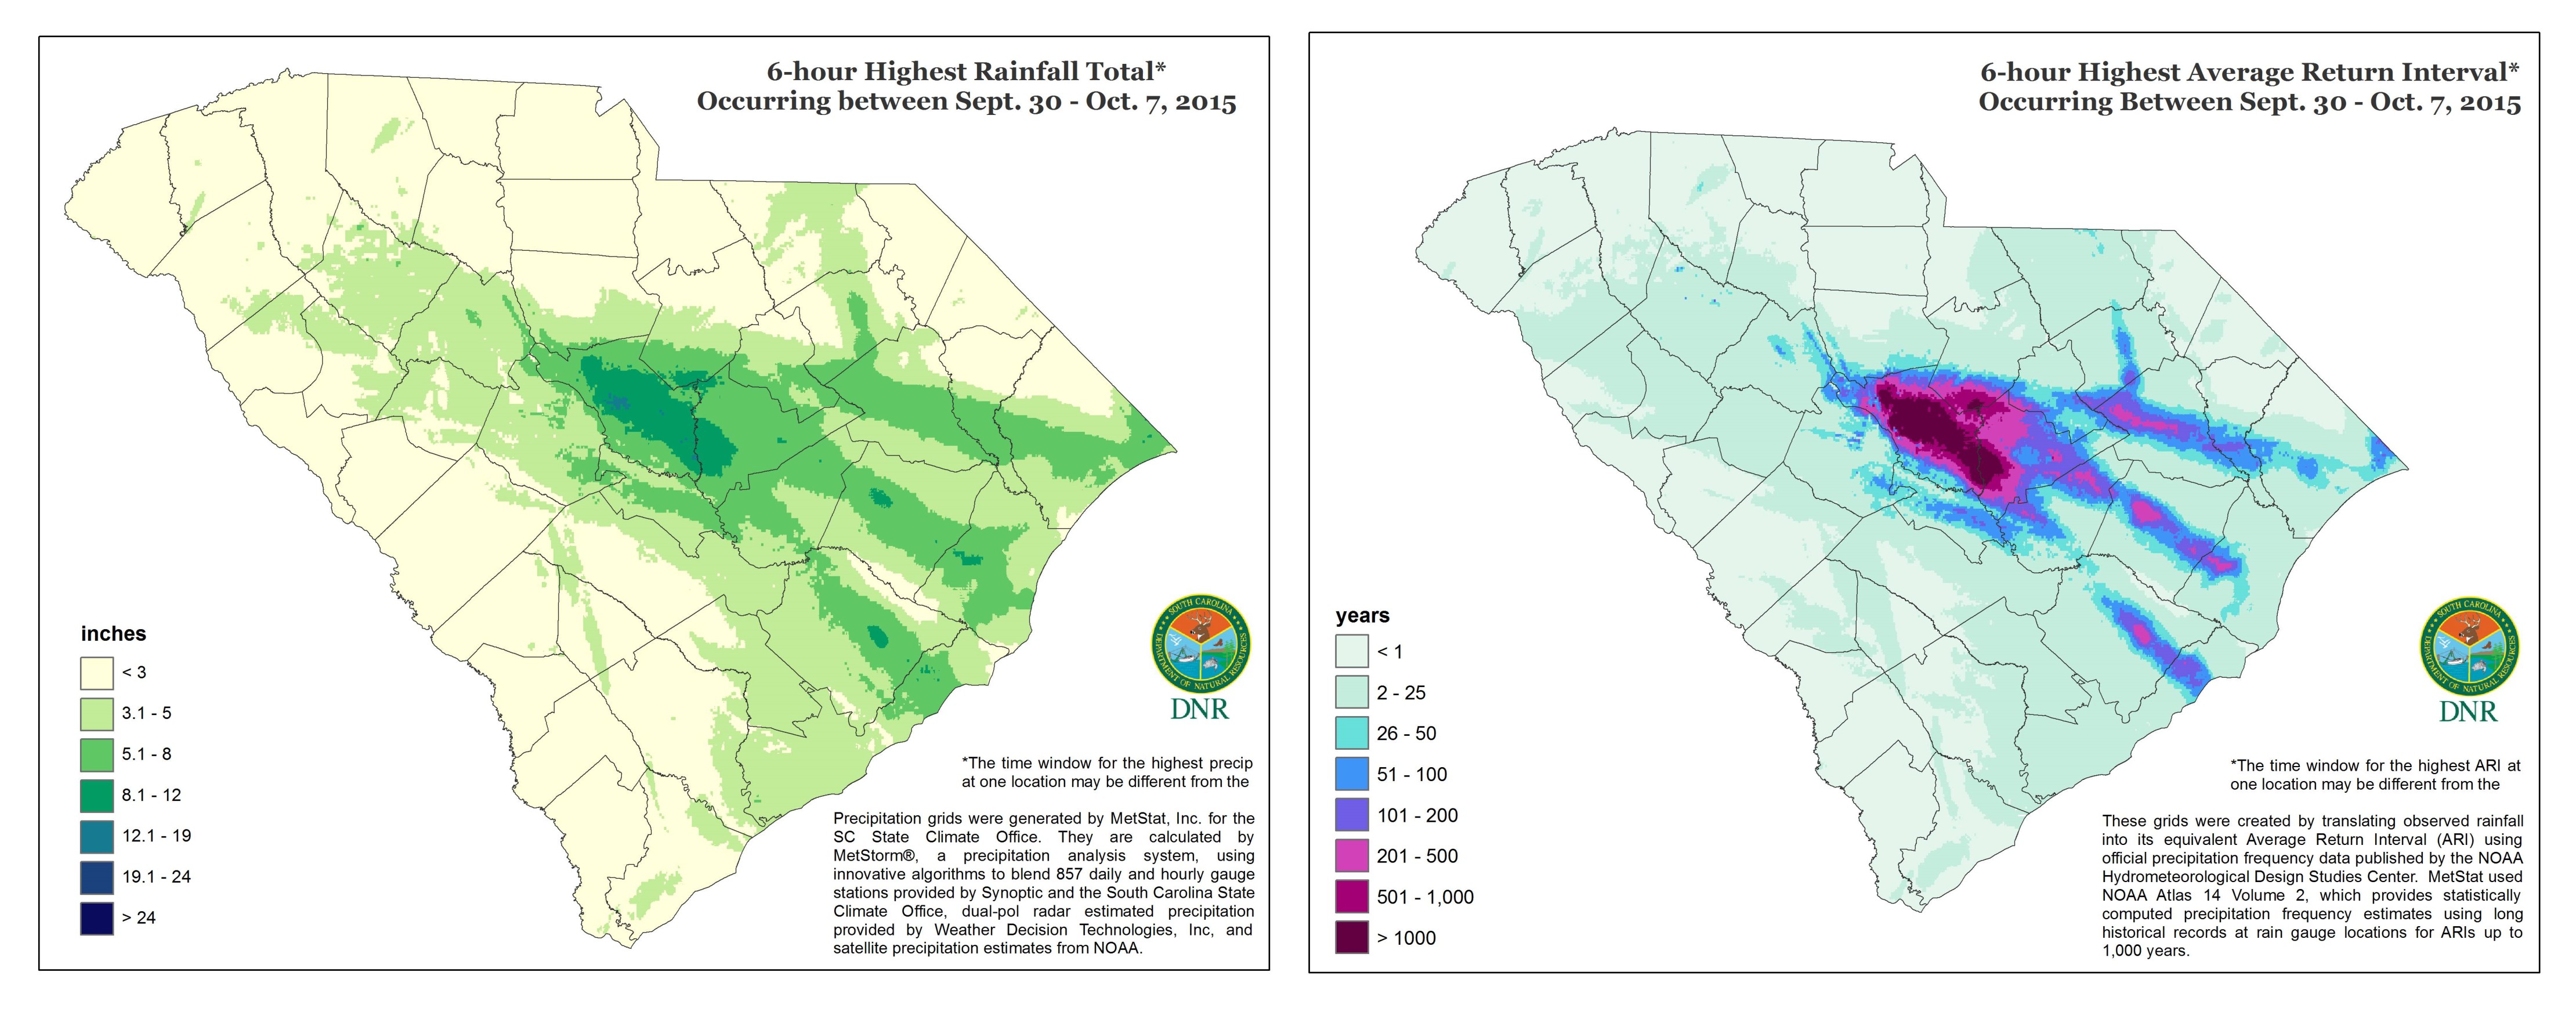 6-hour Highest Rainfall Total*
Occurring between Sept. 30 - Oct. 7, 2015
inches
< 3
3.1 - 5
5.1 - 8
8.1 - 12
12.1 - 19
19.1 - 24
> 24
SOUTH CAROLINA
DEPARTMENT OF NATURAL RESOURCES
DNR
*The time window for the highest precip
at one location may be different from the
Precipitation grids were generated by MetStat, Inc. for the
SC State Climate Office. They are calculated by
MetStorm®, a precipitation analysis system, using
innovative algorithms to blend 857 daily and hourly gauge
stations provided by Synoptic and the South Carolina State
Climate Office, dual-pol radar estimated precipitation
provided by Weather Decision Technologies, Inc, and
satellite precipitation estimates from NOAA.
6-hour Highest Average Return Interval*
Occurring Between Sept. 30 - Oct. 7, 2015
years
< 1
2 - 25
26 - 50
51 - 100
101 - 200
201 - 500
501 - 1,000
> 1000
SOUTH CAROLINA
DEPARTMENT OF NATURAL RESOURCES
DNR
*The time window for the highest ARI at
one location may be different from the
These grids were created by translating observed rainfall
into its equivalent Average Return Interval (ARI) using
official precipitation frequency data published by the NOAA
Hydrometeorological Design Studies Center. MetStat used
NOAA Atlas 14 Volume 2, which provides statistically
computed precipitation frequency estimates using long
historical records at rain gauge locations for ARIs up to
1,000 years.